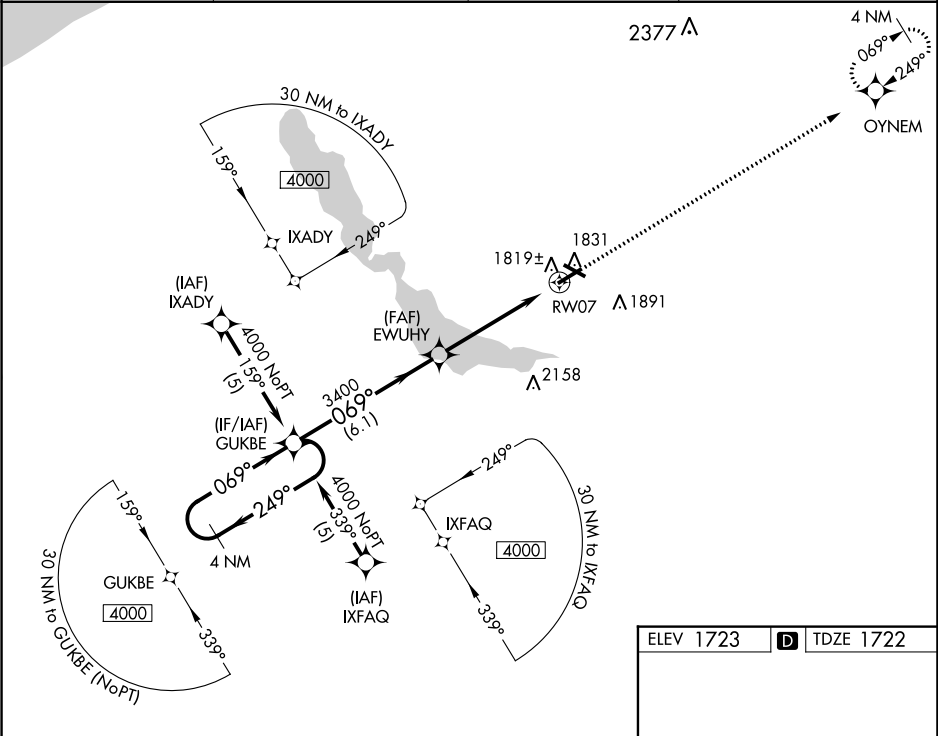 2377
4 NM
069°
249°
OYNEM
30 NM to IXADY
159°
4000
IXADY
249°
1819±
1831
RW07
1891
(IAF)
IXADY
4000 NoPT
159°
(5)
(FAF)
EWUHY
2158
3400
069°
(6.1)
(IF/IAF)
GUKBE
069°
249°
4 NM
4000 NoPT
339°
(5)
(IAF)
IXFAQ
249°
IXFAQ
4000
30 NM to IXFAQ
339°
159°
GUKBE
4000
339°
30 NM to GUKBE (NoPT)
ELEV 1723 D TDZE 1722